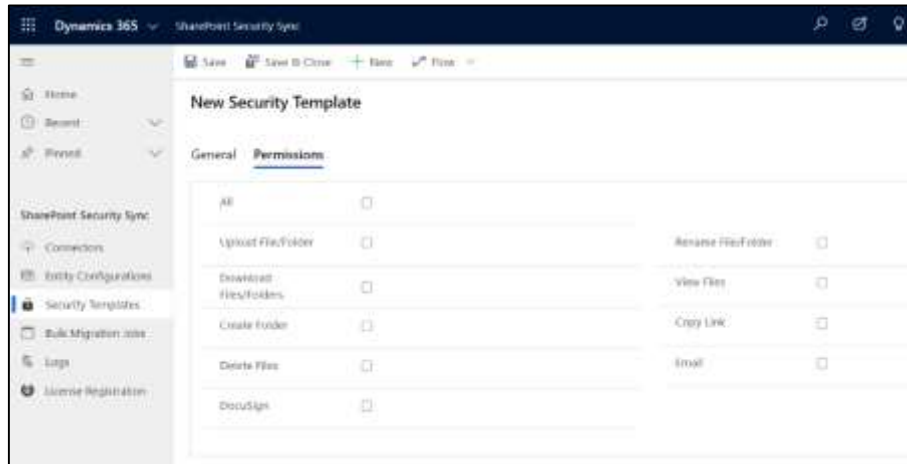 Dynamics 365 SharePoint Security Sync
Save Save & Close + New Flow
Home
Recent
Pinned
New Security Template
General Permissions
SharePoint Security Sync
Connectors
Entity Configurations
Security Templates
Bulk Migration Jobs
Logs
License Registration
All
Upload File/Folder Rename File/Folder
Download
Files/Folders View Files
Create Folder Copy Link
Delete Files Email
DocuSign